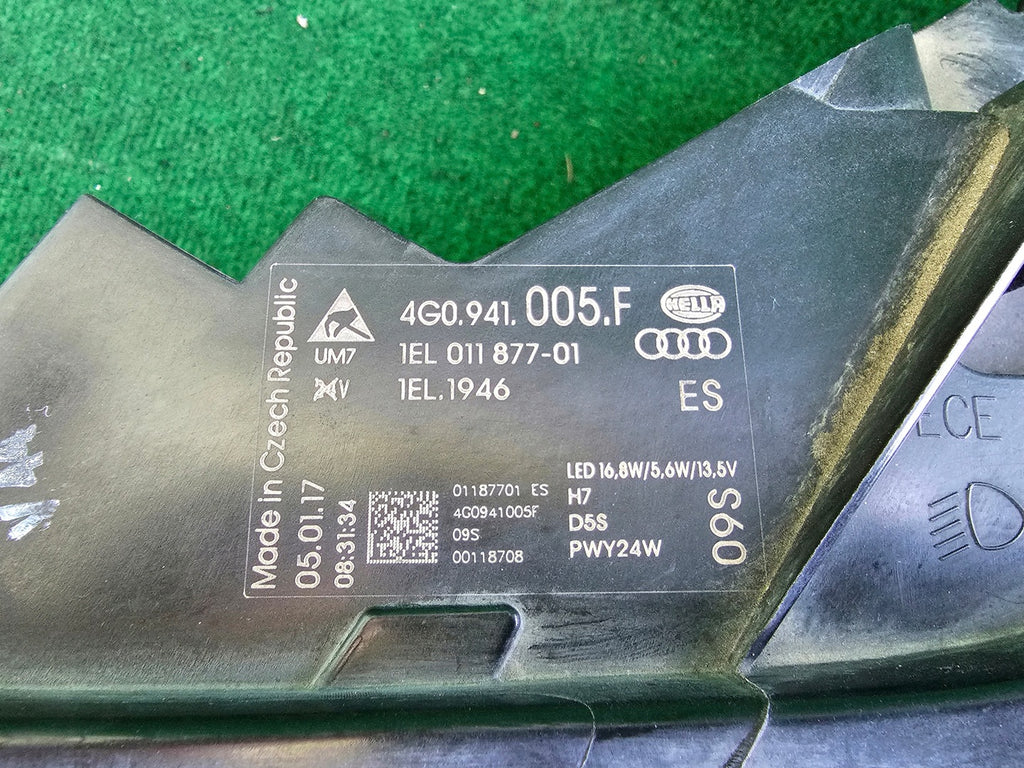 Made in Czech Republic
05.01.17
08:31:34
UM7
4G0.941.005.F
HELLA
1EL 011 877-01
1EL.1946
ES
LED 16,8W/5,6W/13,5V
H7
D5S
PWY24W
09S
01187701 ES
4G0941005F
09S
00118708
ECE